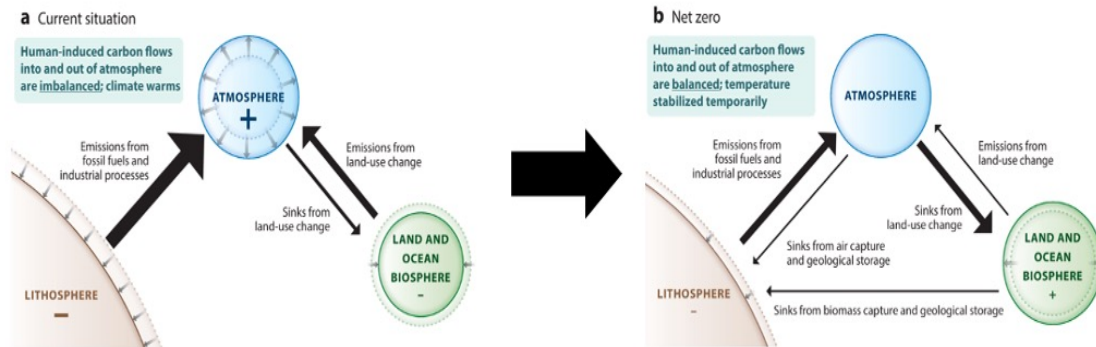 a Current situation
Human-induced carbon flows
into and out of atmosphere
are imbalanced; climate warms
ATMOSPHERE
+
Emissions from
fossil fuels and
industrial processes
Emissions from
land-use change
Sinks from
land-use change
LAND AND
OCEAN
BIOSPHERE
-
LITHOSPHERE
-
b Net zero
Human-induced carbon flows
into and out of atmosphere
are balanced; temperature
stabilized temporarily
ATMOSPHERE
Emissions from
fossil fuels and
industrial processes
Emissions from
land-use change
Sinks from
land-use change
Sinks from air capture
and geological storage
LAND AND
OCEAN
BIOSPHERE
+
LITHOSPHERE
-
Sinks from biomass capture and geological storage